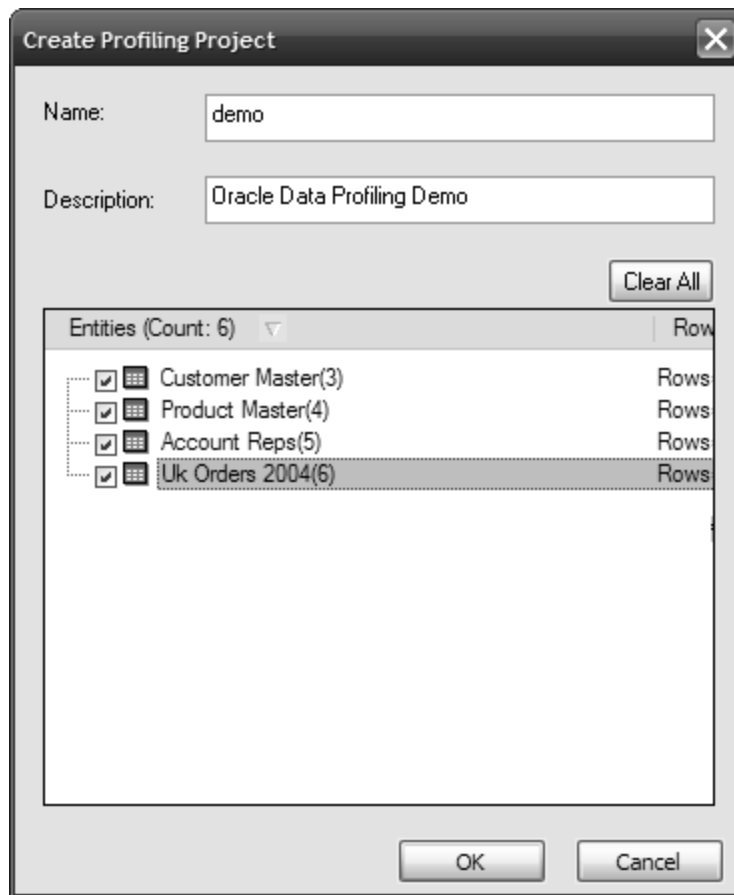 Create Profiling Project
Name: demo
Description: Oracle Data Profiling Demo
Clear All
Entities (Count: 6) Row
Customer Master(3) Rows
Product Master(4) Rows
Account Reps(5) Rows
Uk Orders 2004(6) Rows
OK Cancel